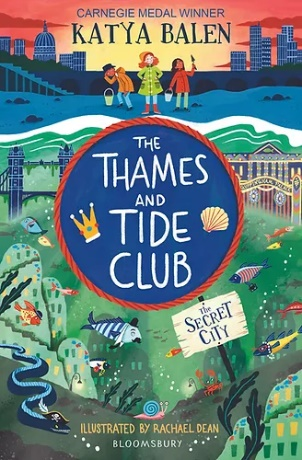 CARNEGIE MEDAL WINNER
KATYA BALEN
THE
THAMES
AND
TIDE
CLUB
The
SECRET
CITY
ILLUSTRATED BY RACHAEL DEAN
BLOOMSBURY